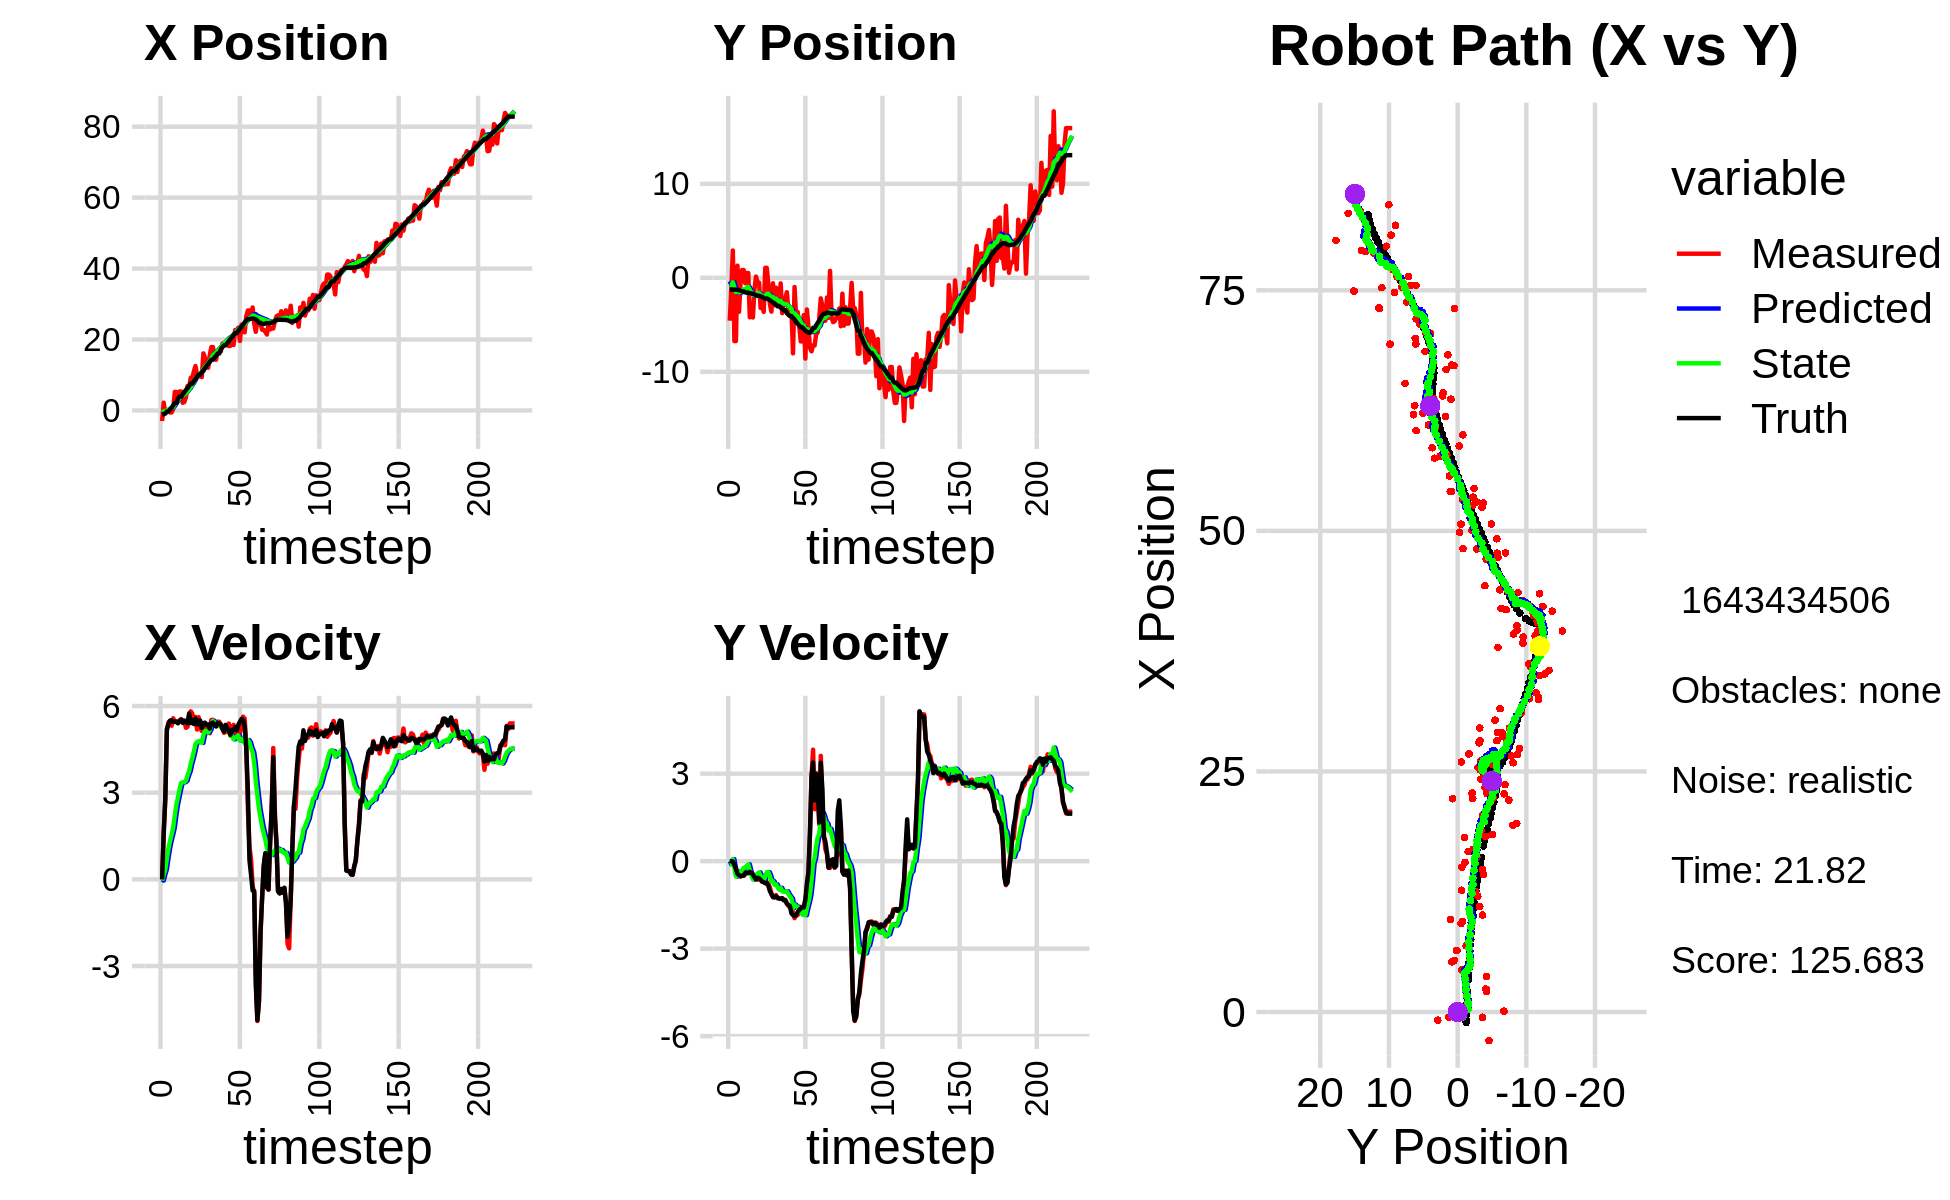 X Position
80
60
40
20
0
0
50
100
150
200
timestep
Y Position
10
0
-10
0
50
100
150
200
timestep
X Velocity
6
3
0
-3
0
50
100
150
200
timestep
Y Velocity
3
0
-3
-6
0
50
100
150
200
timestep
Robot Path (X vs Y)
X Position
75
50
25
0
20 10 0 -10 -20
Y Position
variable
Measured
Predicted
State
Truth
1643434506
Obstacles: none
Noise: realistic
Time: 21.82
Score: 125.683